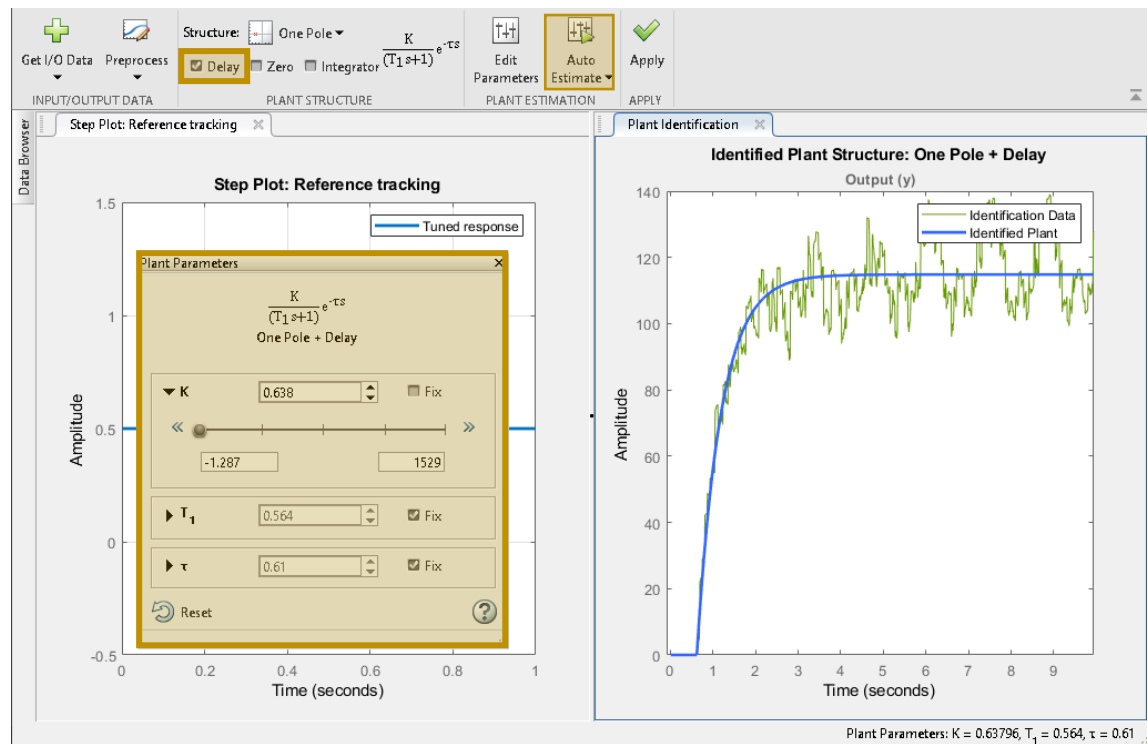 Get I/O Data
Preprocess
Structure: One Pole
Delay Zero Integrator
K
(T1s+1)
e-τs
Edit Parameters
Auto Estimate
Apply
INPUT/OUTPUT DATA
PLANT STRUCTURE
PLANT ESTIMATION
APPLY
Data Browser
Step Plot: Reference tracking
Step Plot: Reference tracking
Tuned response
1.5
1
0.5
0
-0.5
Amplitude
0 0.2 0.4 0.6 0.8 1
Time (seconds)
Plant Parameters
K
(T1s+1)
e-τs
One Pole + Delay
K 0.638 Fix
-1.287 1529
T1 0.564 Fix
τ 0.61 Fix
Reset
?
Plant Identification
Identified Plant Structure: One Pole + Delay
Output (y)
Identification Data
Identified Plant
140
120
100
80
60
40
20
0
Amplitude
0 1 2 3 4 5 6 7 8 9
Time (seconds)
Plant Parameters: K = 0.63796, T1 = 0.564, τ = 0.61